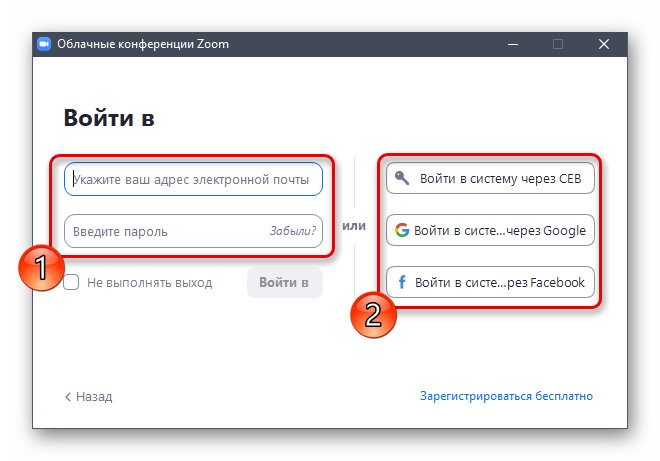 Облачные конференции Zoom
Войти в
Укажите ваш адрес электронной почты
Введите пароль
Забыли?
1
Не выполнять выход
Войти в
или
Войти в систему через СЕВ
Войти в систе...через Google
Войти в систе...рез Facebook
2
Назад
Зарегистрироваться бесплатно